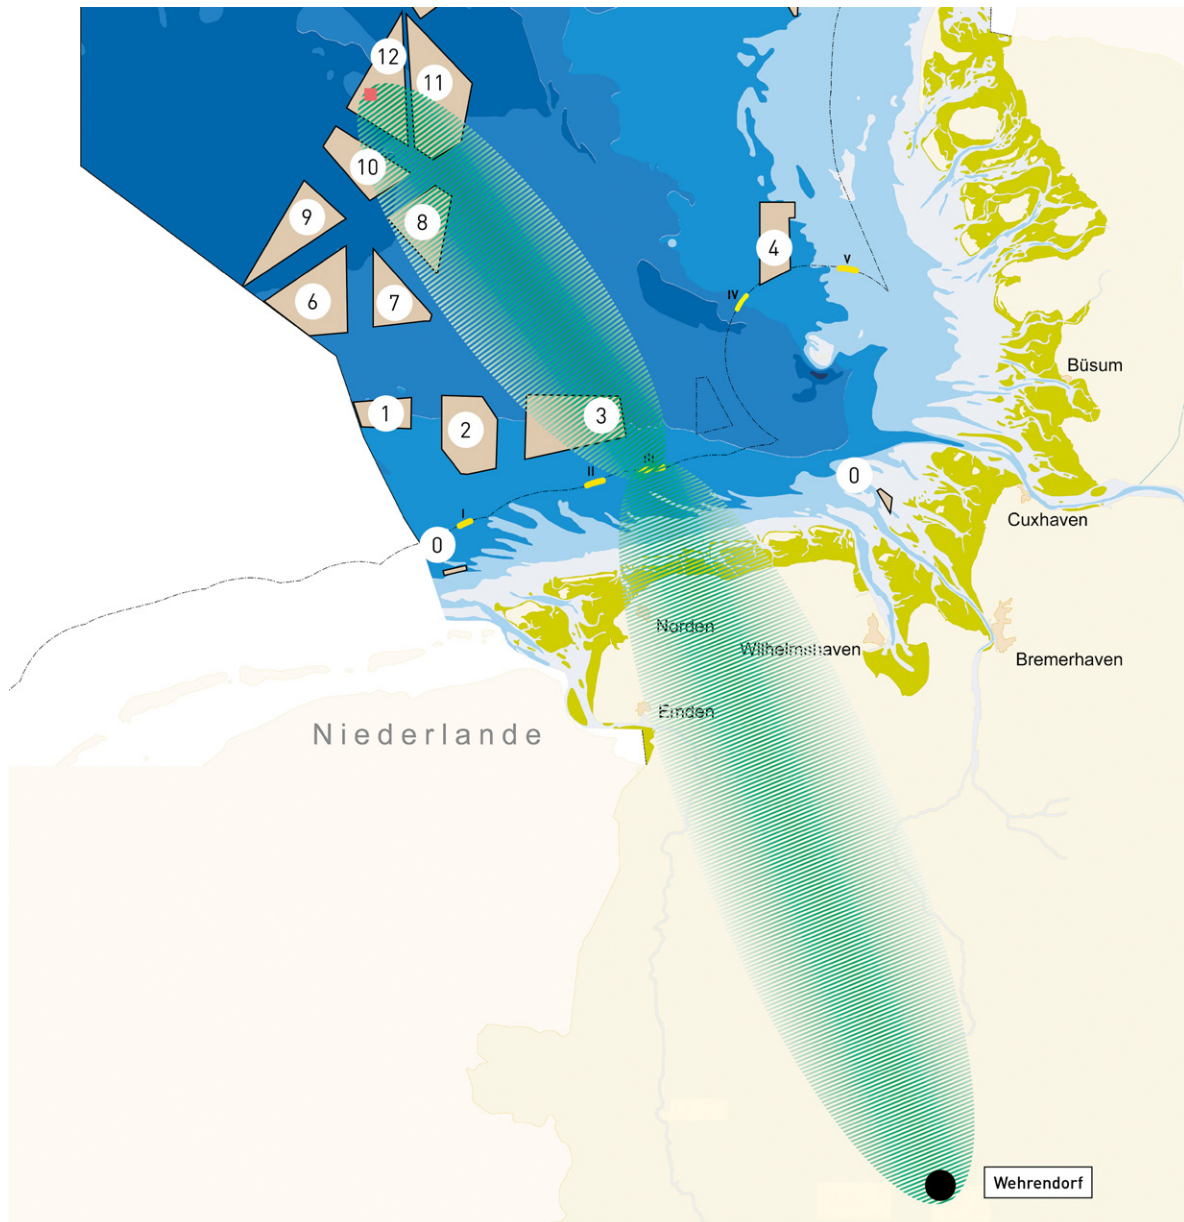 12
11
10
9
8
4
V
IV
6
7
Büsum
1
2
3
III
II
0
I
Cuxhaven
0
Norden
Wilhelmshaven
Bremerhaven
Emden
Niederlande
Wehrendorf